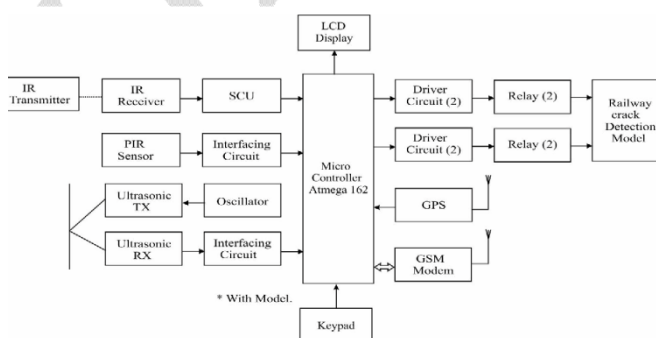 LCD
Display
IR
Transmitter
IR
Receiver
SCU
Driver
Circuit (2)
Relay (2)
Railway
crack
Detection
Model
PIR
Sensor
Interfacing
Circuit
Micro
Controller
Atmega 162
Driver
Circuit (2)
Relay (2)
Ultrasonic
TX
Oscillator
GPS
Ultrasonic
RX
Interfacing
Circuit
GSM
Modem
* With Model.
Keypad